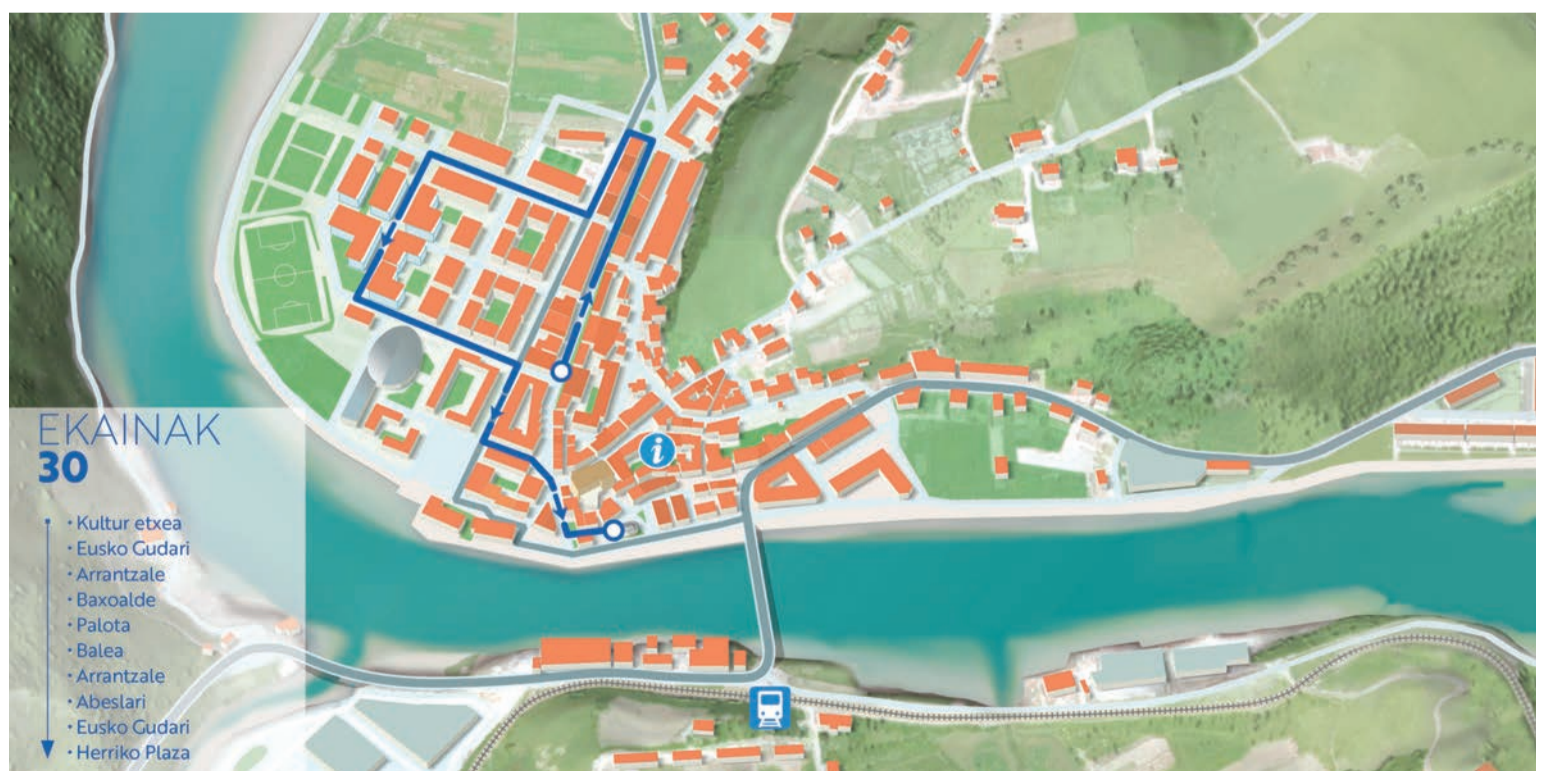 EKAINAK
30
• Kultur etxea
• Eusko Gudari
• Arrantzale
• Baxoalde
• Palota
• Balea
• Arrantzale
• Abeslari
• Eusko Gudari
• Herriko Plaza
i